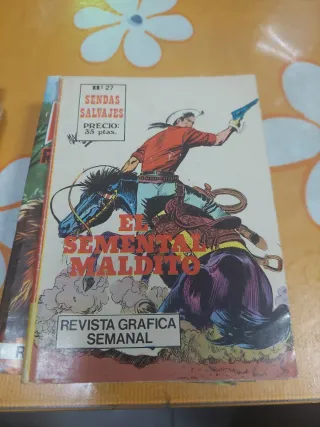 Nº 27
SENDAS
SALVAJES
PRECIO:
35 ptas.
EL
SEMENTAL
MALDITO
REVISTA GRAFICA
SEMANAL